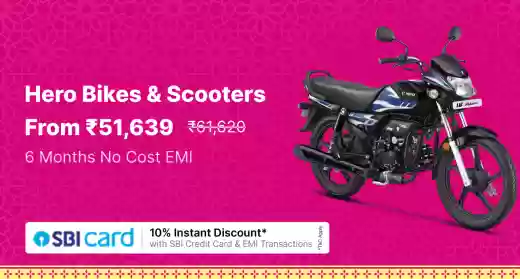 Hero Bikes & Scooters
From ₹51,639 ₹61,620
6 Months No Cost EMI
SBI card
10% Instant Discount*
with SBI Credit Card & EMI Transactions
*T&C Apply